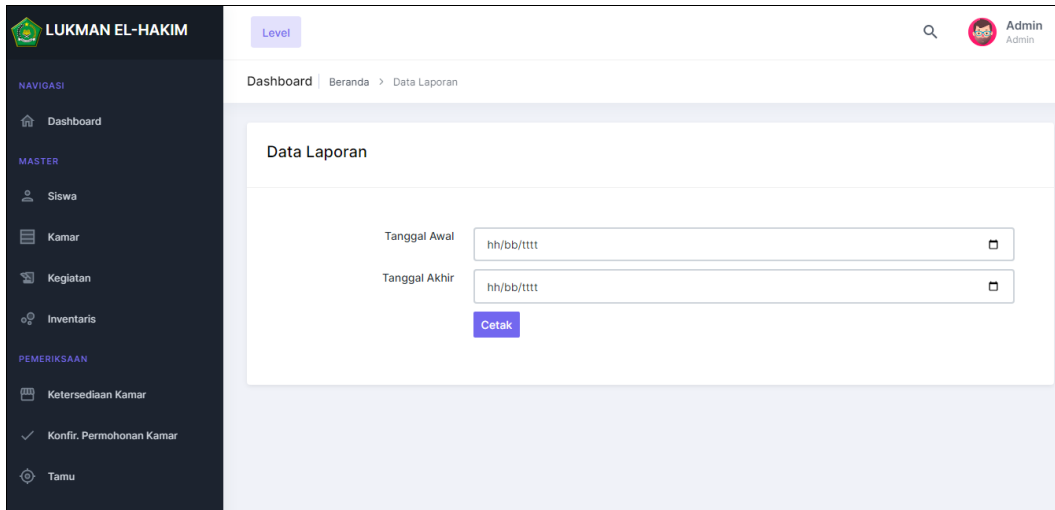 LUKMAN EL-HAKIM
NAVIGASI
Dashboard
MASTER
Siswa
Kamar
Kegiatan
Inventaris
PEMERIKSAAN
Ketersediaan Kamar
Konfir. Permohonan Kamar
Tamu
Level
Admin
Admin
Dashboard Beranda > Data Laporan
Data Laporan
Tanggal Awal hh/bb/tttt
Tanggal Akhir hh/bb/tttt
Cetak